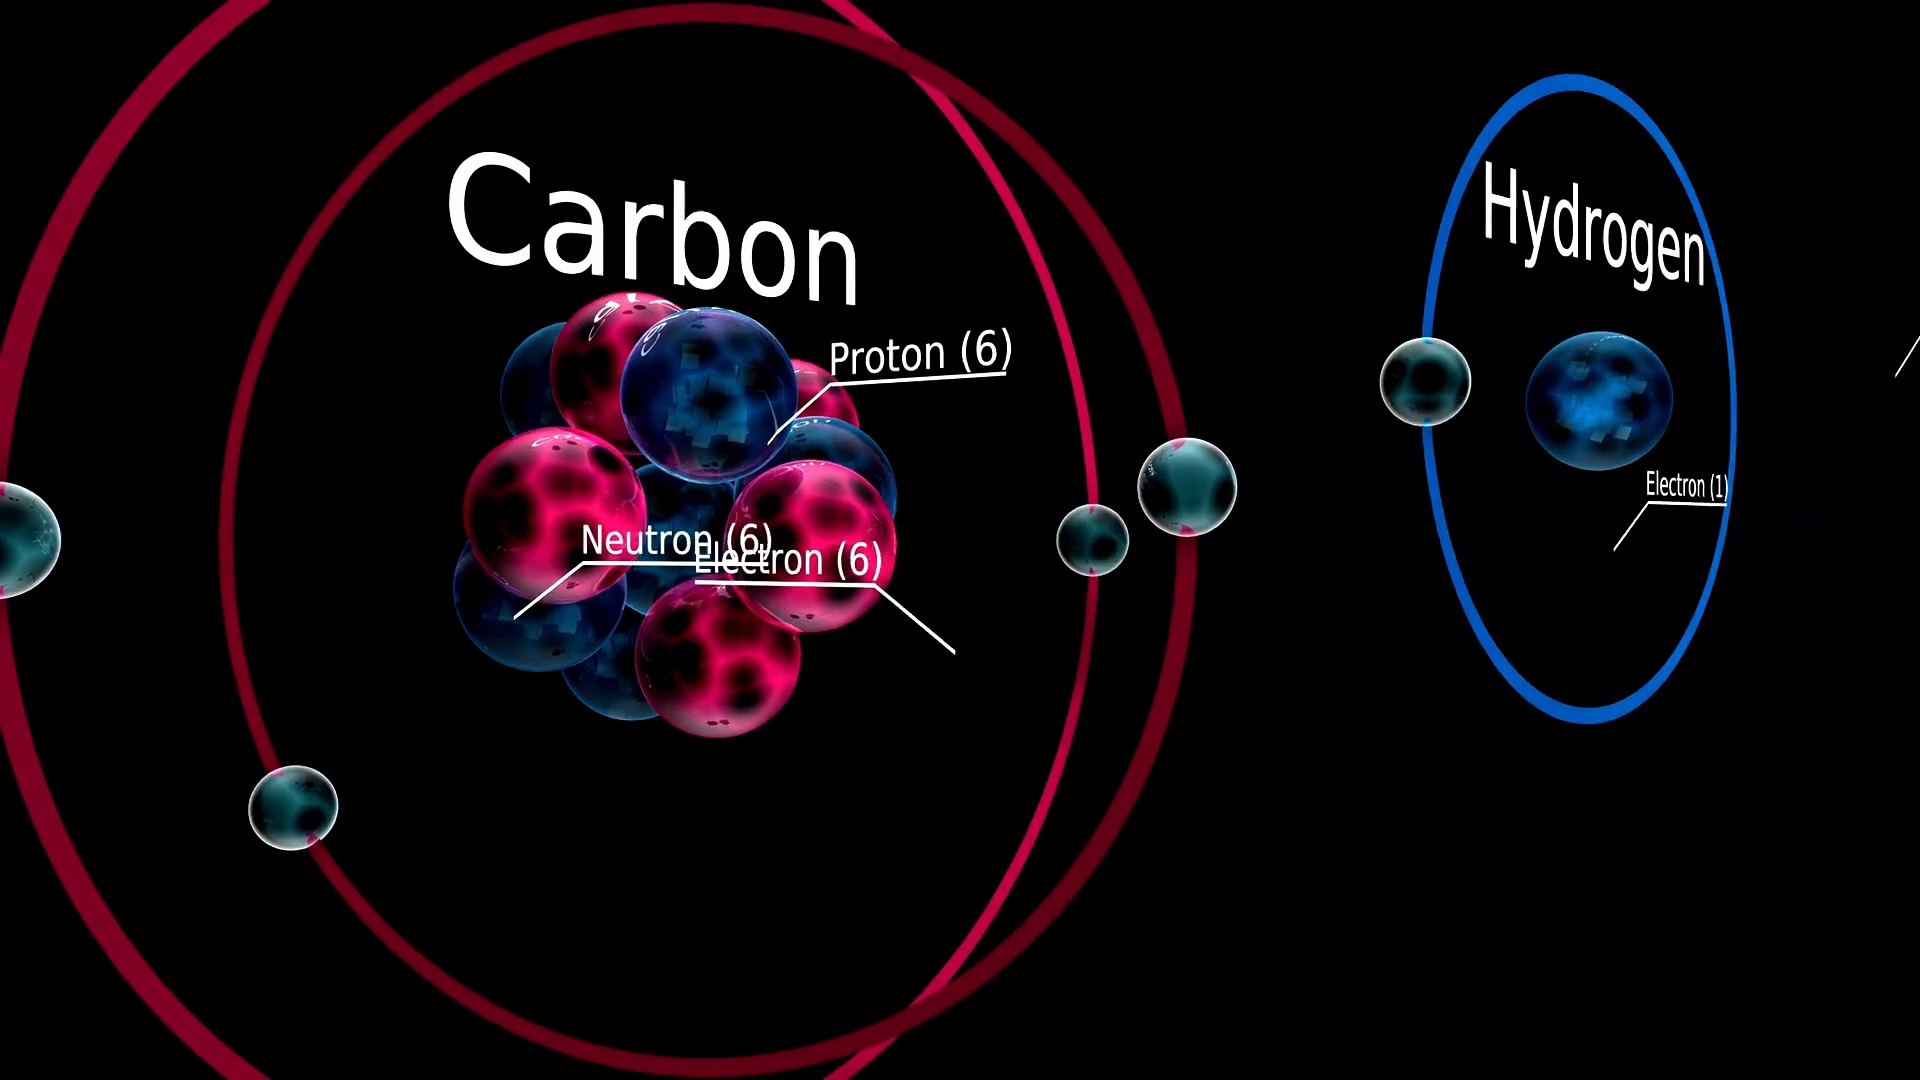 Carbon
Proton (6)
Neutron (6)
Electron (6)
Hydrogen
Electron (1)